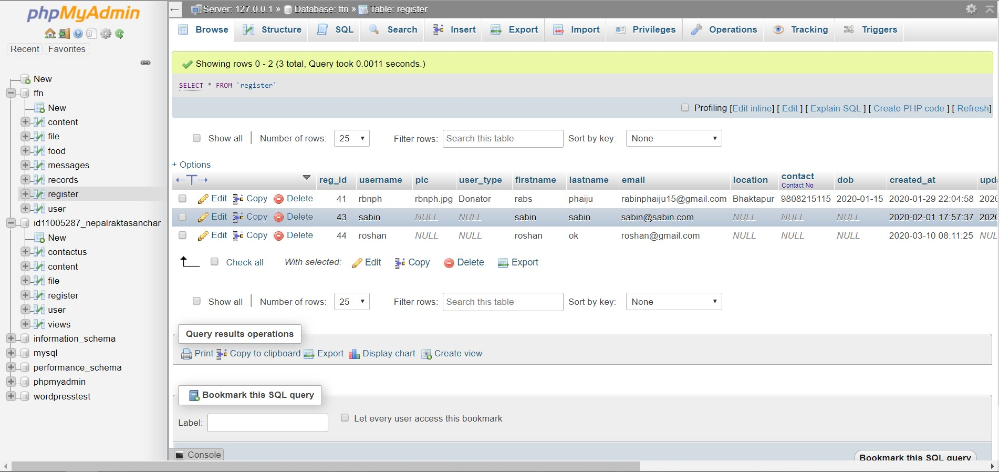 phpMyAdmin
Recent Favorites
New
ffn
New
content
file
food
messages
records
register
user
id11005287_nepalraktasanchar
New
contactus
content
file
register
user
views
information_schema
mysql
performance_schema
phpmyadmin
wordpresstest
Server: 127.0.0.1 » Database: ffn » Table: register
Browse Structure SQL Search Insert Export Import Privileges Operations Tracking Triggers
Showing rows 0 - 2 (3 total, Query took 0.0011 seconds.)
SELECT * FROM `register`
Profiling [Edit inline] [ Edit ] [ Explain SQL ] [ Create PHP code ] [ Refresh]
Show all Number of rows: 25 Filter rows: Search this table Sort by key: None
+ Options
reg_id username pic user_type firstname lastname email location contact dob created_at upda
Contact No
Edit Copy Delete 41 rbnph rbnph.jpg Donator rabs phaiju rabinphaiju15@gmail.com Bhaktapur 9808215115 2020-01-15 2020-01-29 22:04:58 2020
Edit Copy Delete 43 sabin NULL NULL sabin sabin sabin@sabin.com NULL NULL NULL 2020-02-01 17:57:37 2020
Edit Copy Delete 44 roshan NULL NULL roshan ok roshan@gmail.com NULL NULL NULL 2020-03-10 08:11:25 NUL
Check all With selected: Edit Copy Delete Export
Show all Number of rows: 25 Filter rows: Search this table Sort by key: None
Query results operations
Print Copy to clipboard Export Display chart Create view
Bookmark this SQL query
Label: Let every user access this bookmark
Console
Bookmark this SQL query